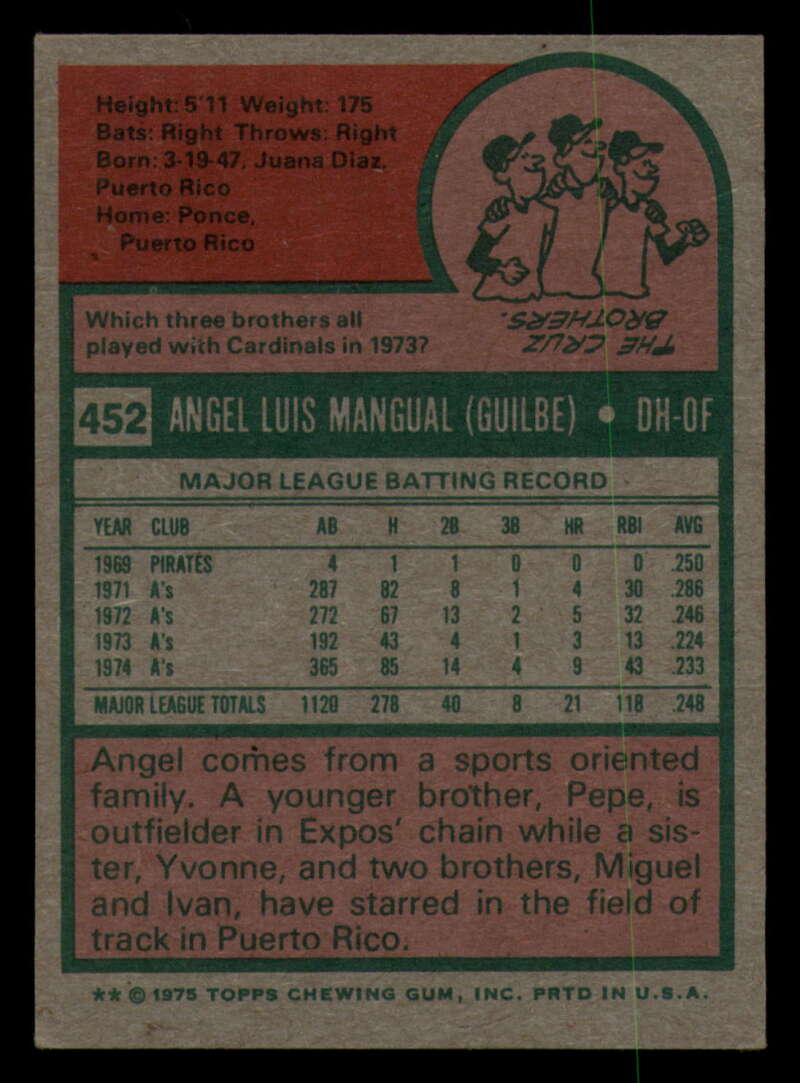 Height: 5'11 Weight: 175
Bats: Right Throws: Right
Born: 3-19-47, Juana Diaz,
Puerto Rico
Home: Ponce,
Puerto Rico
Which three brothers all
played with Cardinals in 1973?
THE CRUZ
BROTHERS.
452 ANGEL LUIS MANGUAL (GUILBE) • DH-OF
MAJOR LEAGUE BATTING RECORD
YEAR CLUB AB H 2B 3B HR RBI AVG
1969 PIRATES 4 1 1 0 0 0 .250
1971 A's 287 82 8 1 4 30 .286
1972 A's 272 67 13 2 5 32 .246
1973 A's 192 43 4 1 3 13 .224
1974 A's 365 85 14 4 9 43 .233
MAJOR LEAGUE TOTALS 1120 278 40 8 21 118 .248
Angel comes from a sports oriented
family. A younger brother, Pepe, is
outfielder in Expos' chain while a sis-
ter, Yvonne, and two brothers, Miguel
and Ivan, have starred in the field of
track in Puerto Rico.
** © 1975 TOPPS CHEWING GUM, INC. PRTD IN U.S.A.